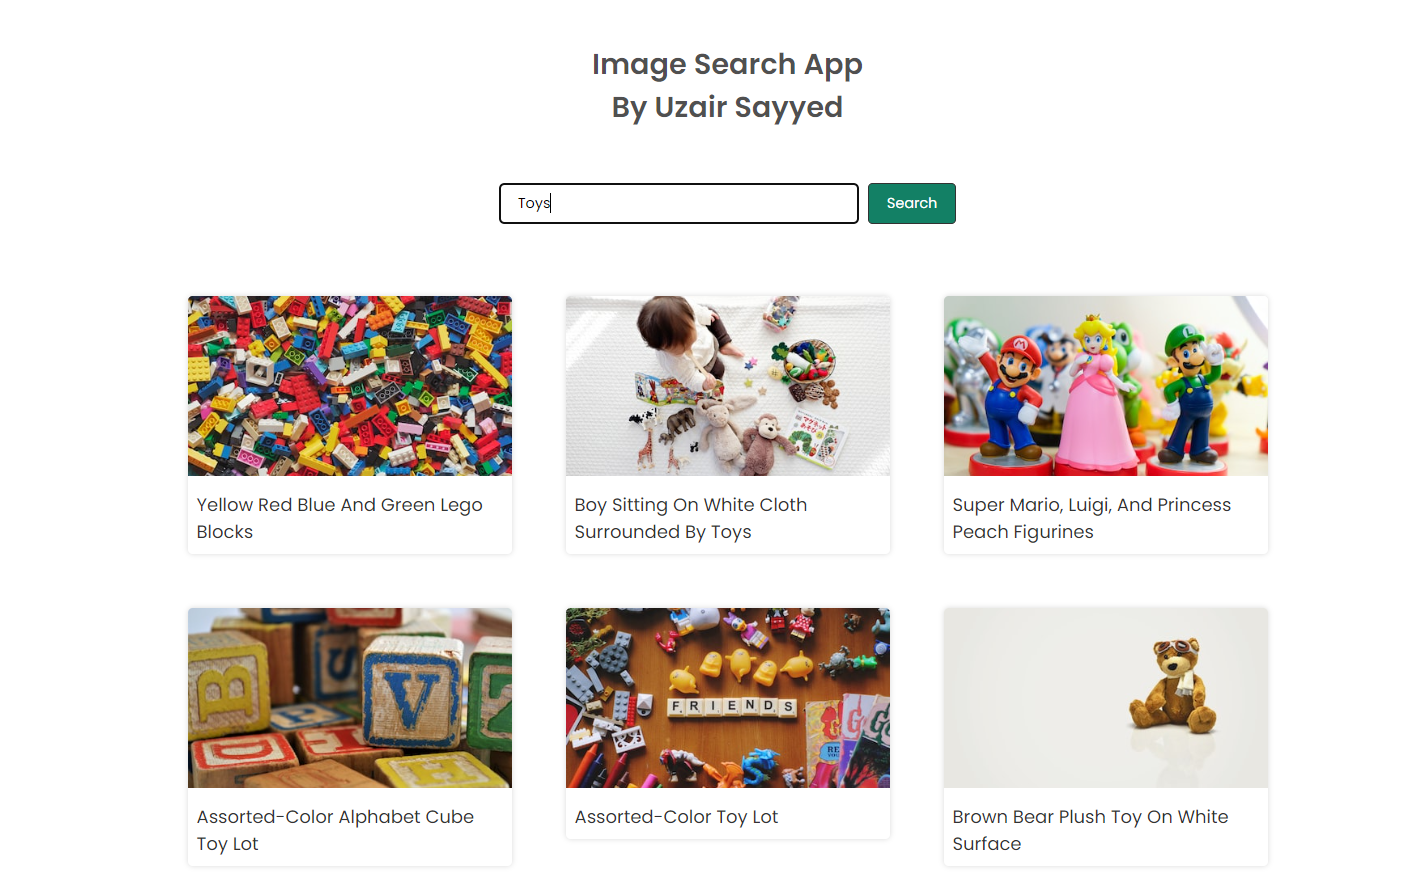 Image Search App
By Uzair Sayyed
Toys
Search
Yellow Red Blue And Green Lego
Blocks
Boy Sitting On White Cloth
Surrounded By Toys
M
L
Super Mario, Luigi, And Princess
Peach Figurines
B
V
D
Assorted-Color Alphabet Cube
Toy Lot
FRIENDS
RE
Assorted-Color Toy Lot
Brown Bear Plush Toy On White
Surface